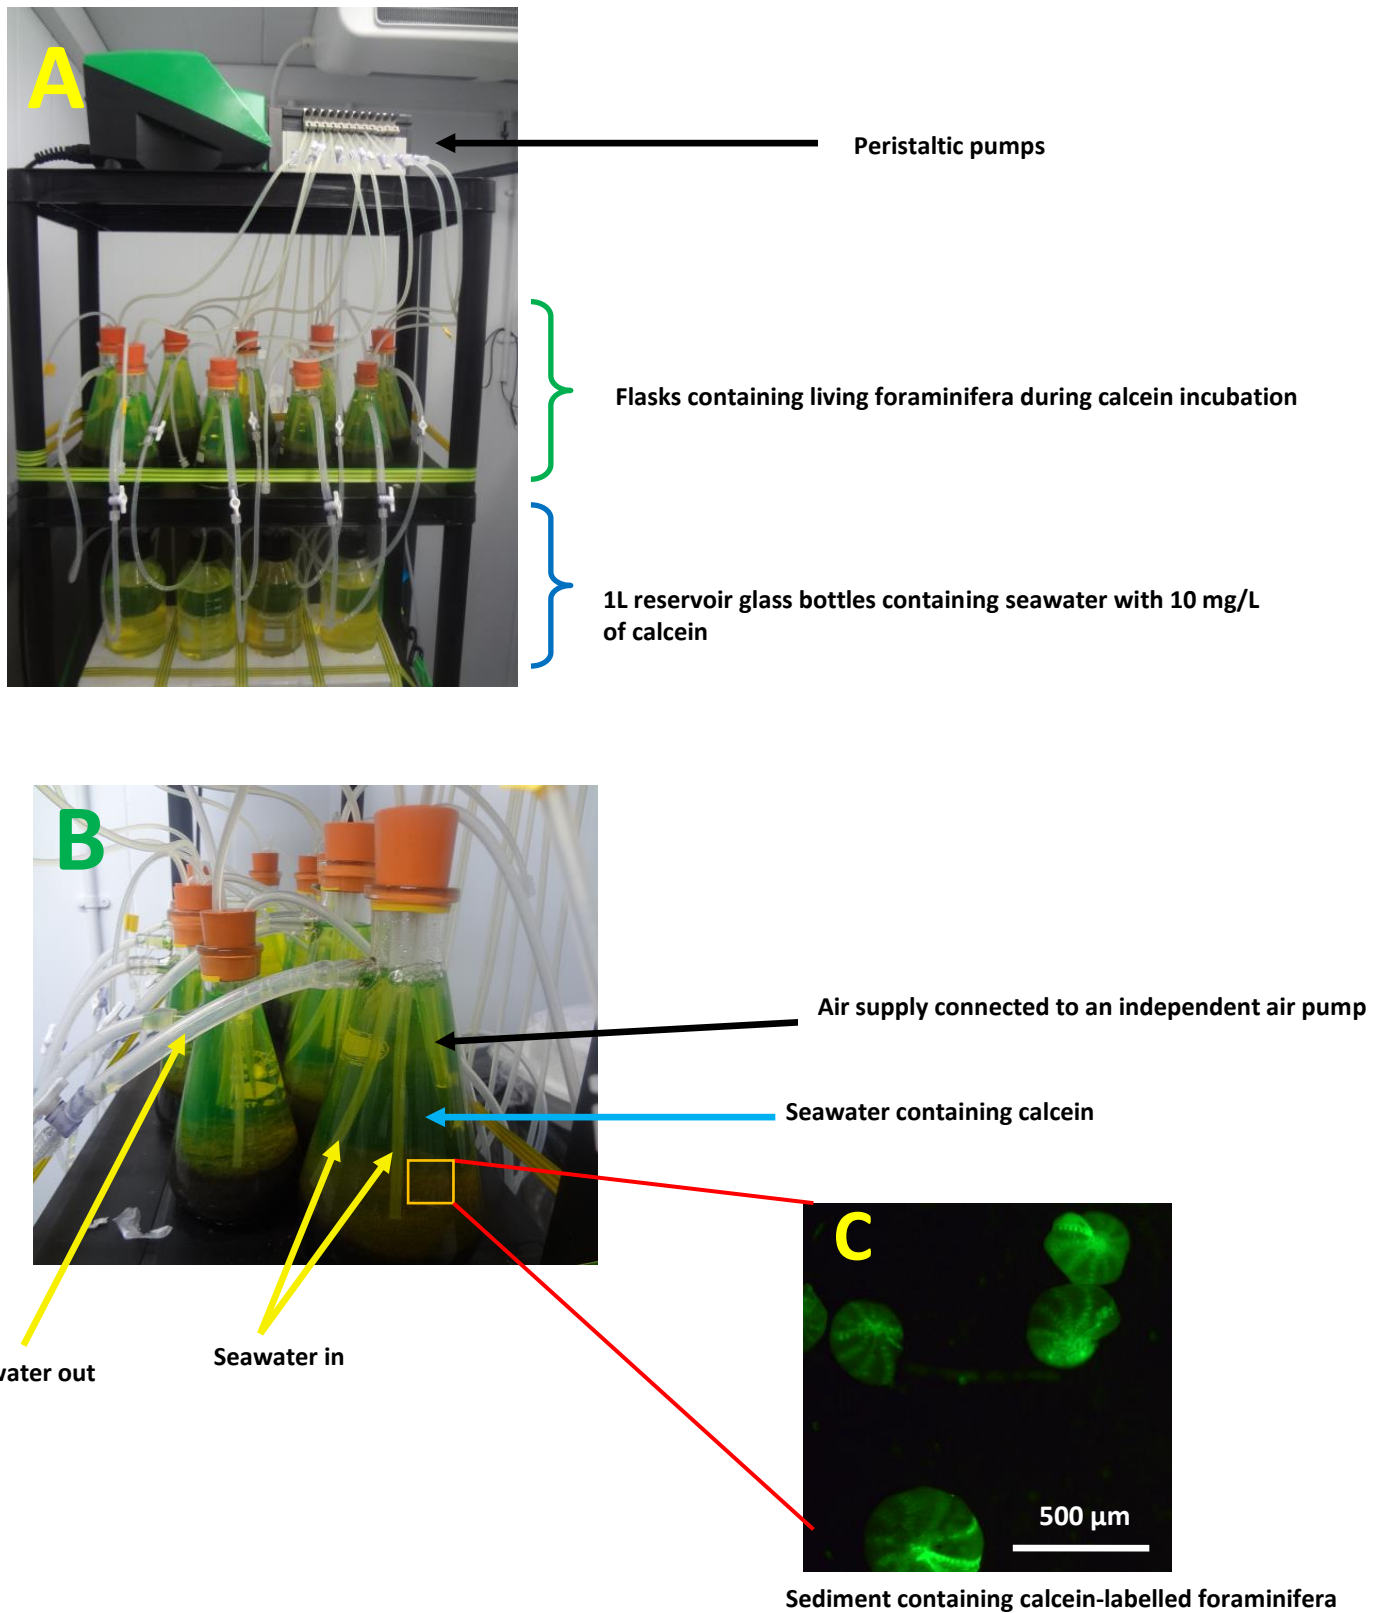 A
Peristaltic pumps
Flasks containing living foraminifera during calcein incubation
1L reservoir glass bottles containing seawater with 10 mg/L
of calcein
B
Air supply connected to an independent air pump
Seawater containing calcein
C
Seawater in
water out
500 µm
Sediment containing calcein-labelled foraminifera